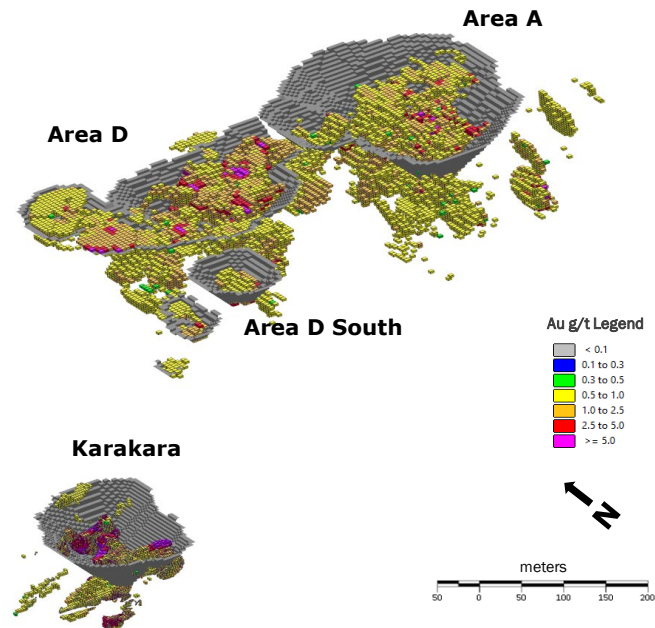 Area A
Area D
Area D South
Au g/t Legend
< 0.1
0.1 to 0.3
0.3 to 0.5
0.5 to 1.0
1.0 to 2.5
2.5 to 5.0
>= 5.0
Karakara
N
meters
50 0 50 100 150 200